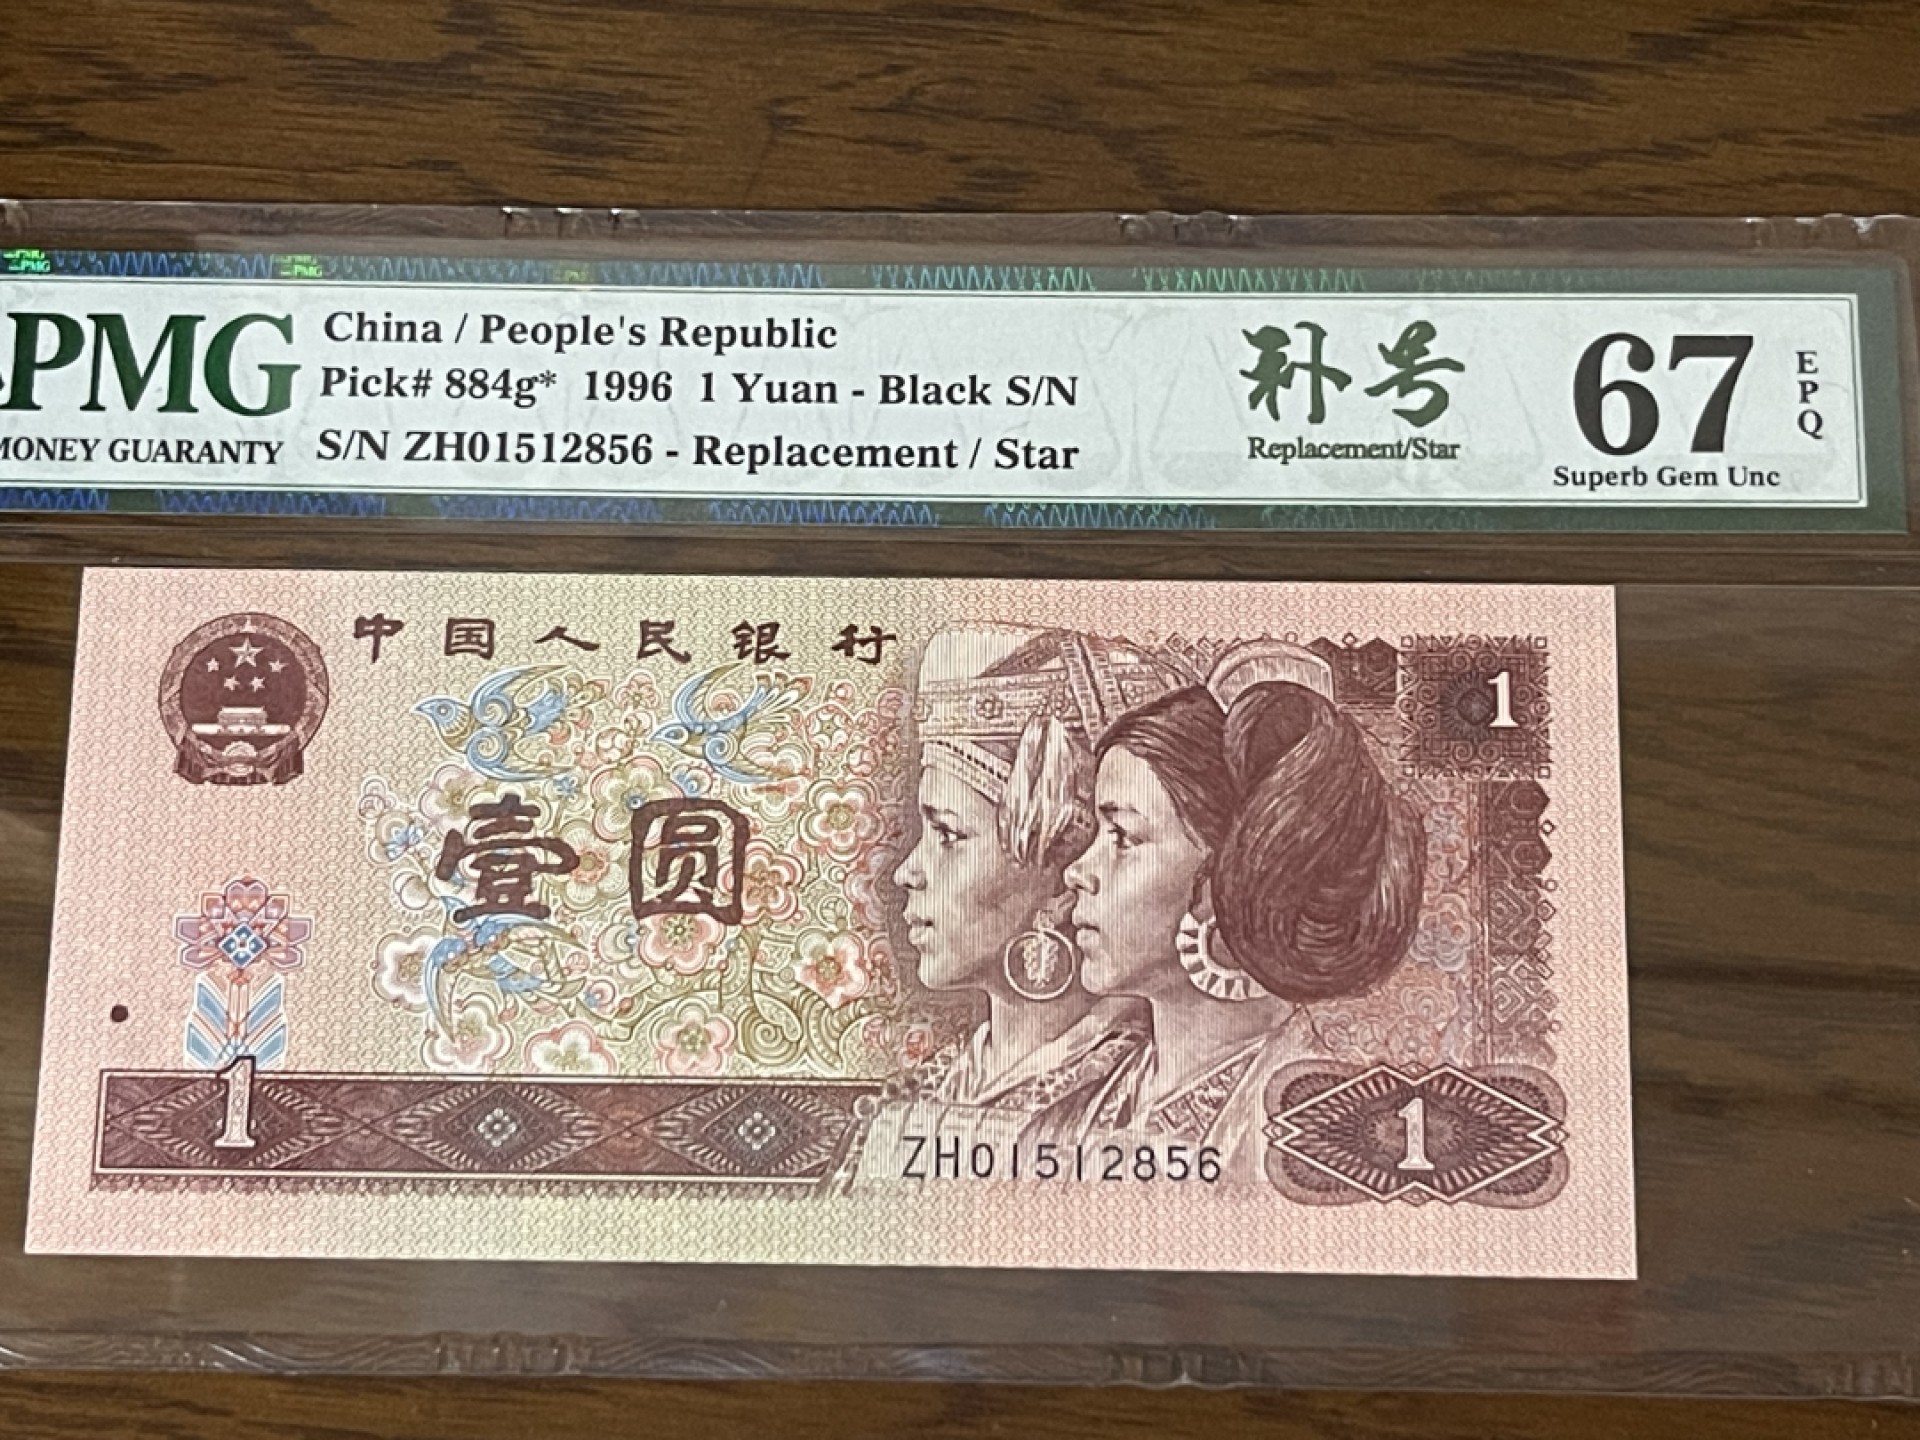 PMG
MONEY GUARANTY
China / People's Republic
Pick# 884g* 1996 1 Yuan - Black S/N
S/N ZH01512856 - Replacement / Star
补号
Replacement/Star
67
EPQ
Superb Gem Unc
中国人民银行
1
壹圆
1
ZH01512856
1